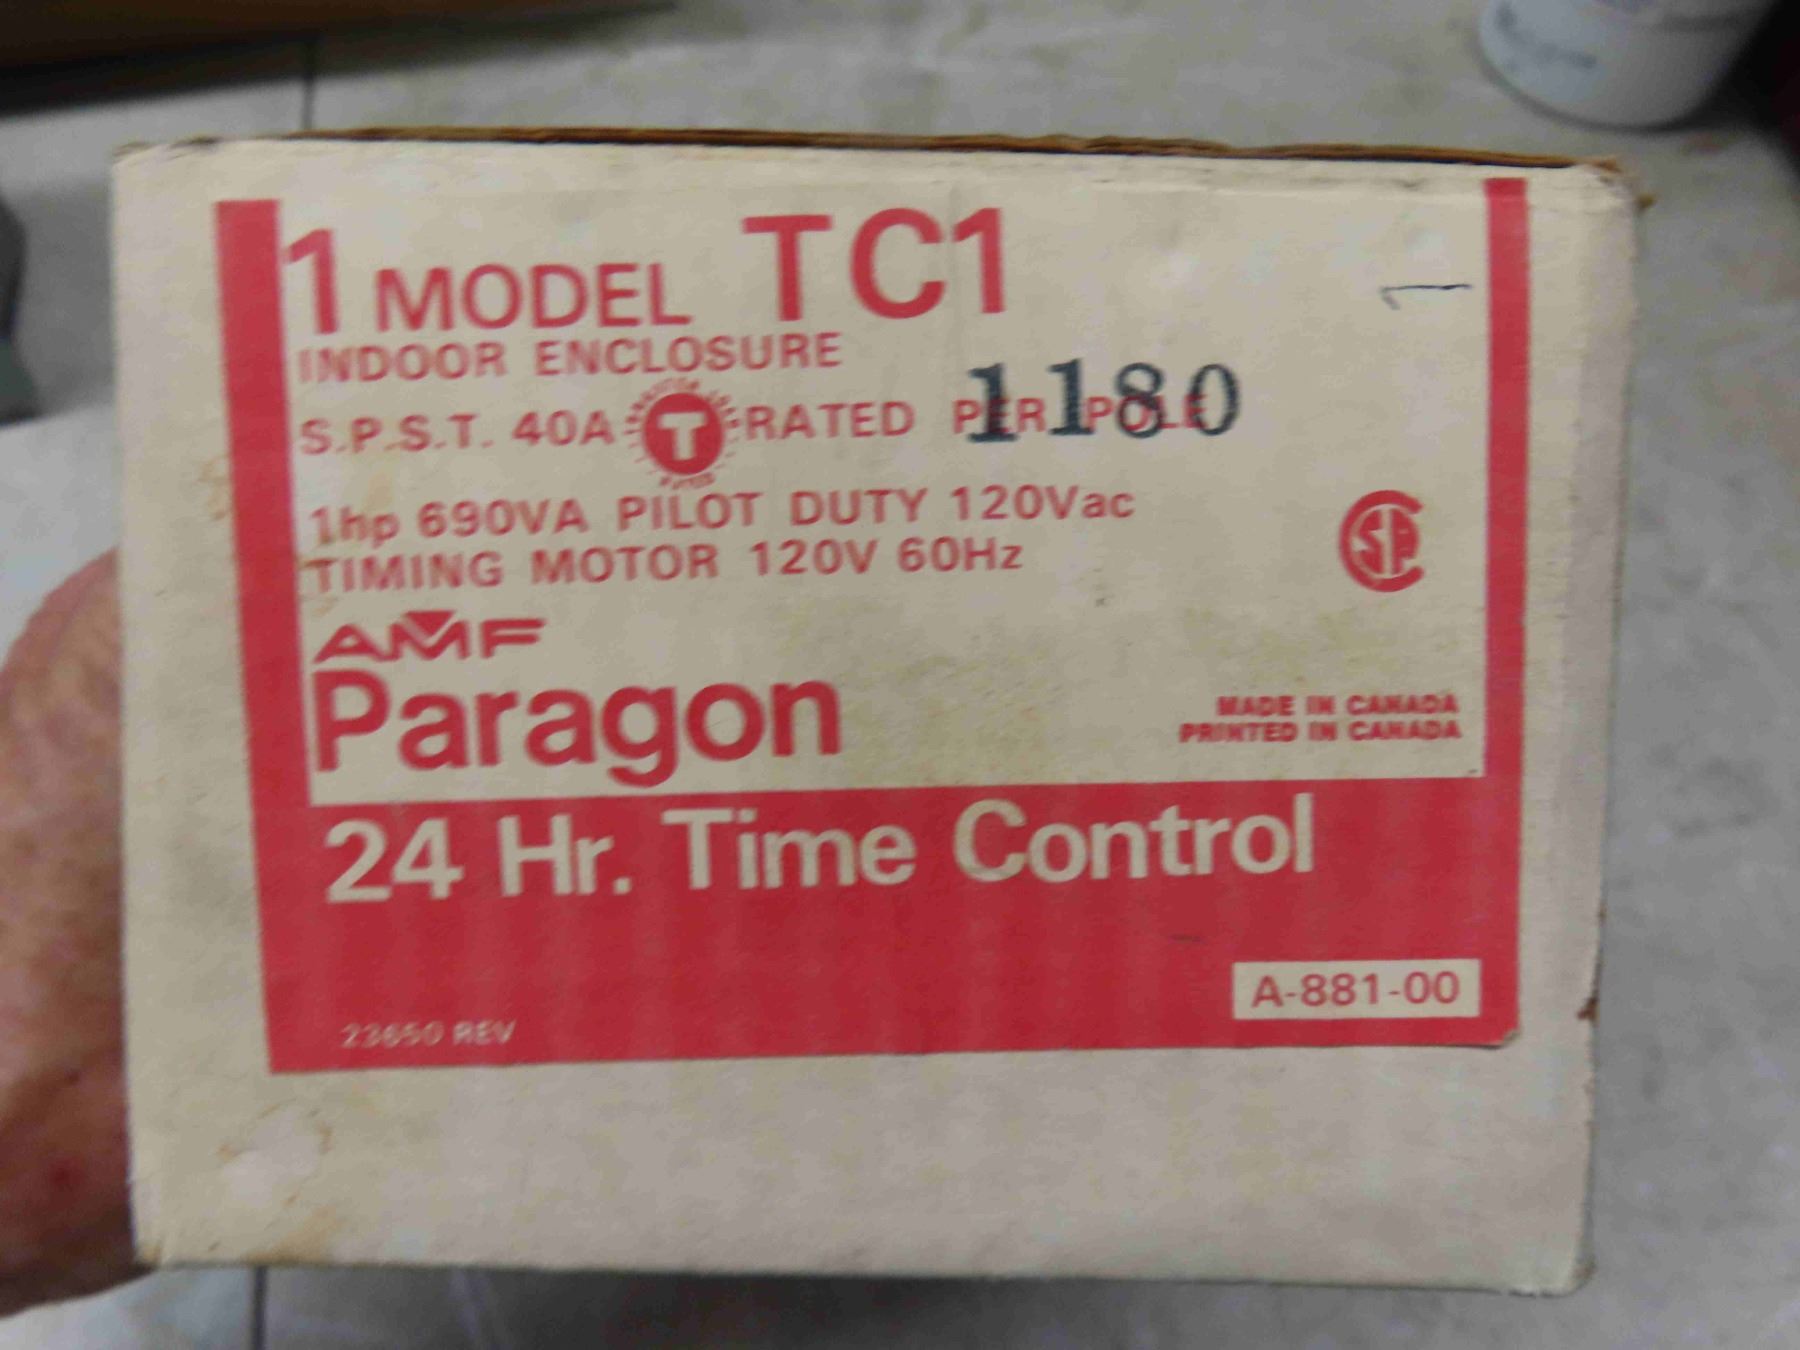 1 MODEL TC1
INDOOR ENCLOSURE
S.P.S.T. 40A T RATED PER POLE
1180
1hp 690VA PILOT DUTY 120Vac
TIMING MOTOR 120V 60Hz
AMF
Paragon
MADE IN CANADA
PRINTED IN CANADA
24 Hr. Time Control
A-881-00
23650 REV